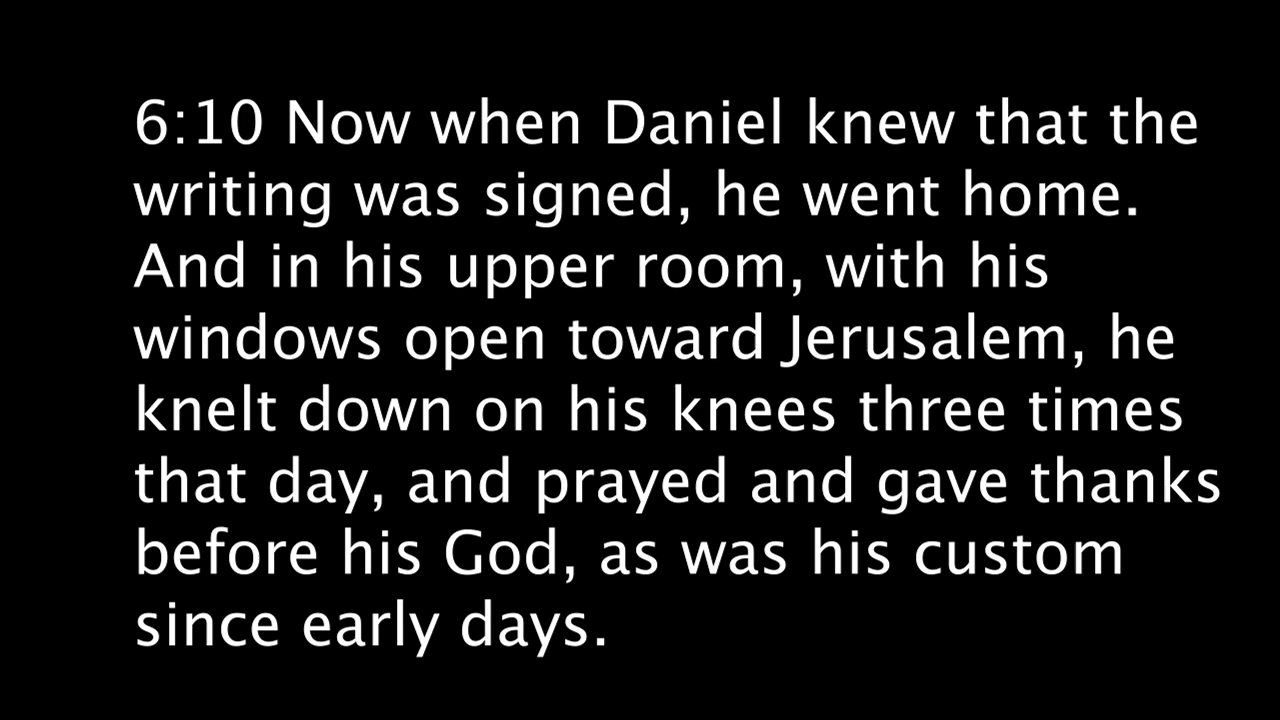 6:10 Now when Daniel knew that the
writing was signed, he went home.
And in his upper room, with his
windows open toward Jerusalem, he
knelt down on his knees three times
that day, and prayed and gave thanks
before his God, as was his custom
since early days.